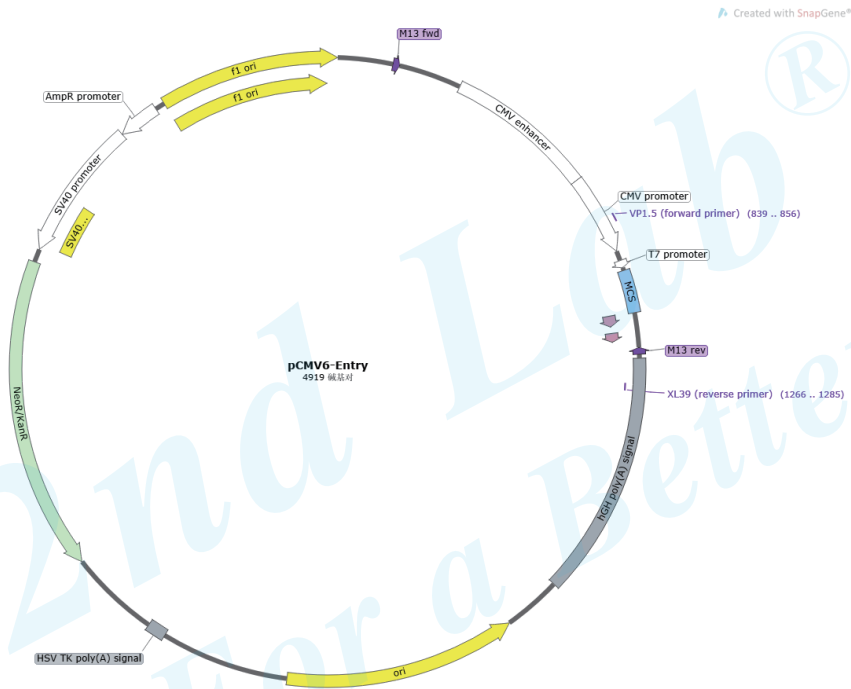 Created with SnapGene®
M13 fwd
f1 ori
f1 ori
AmpR promoter
CMV enhancer
SV40 promoter
CMV promoter
VP1.5 (forward primer) (839 .. 856)
SV40...
T7 promoter
MCS
M13 rev
pCMV6-Entry
4919 碱基对
XL39 (reverse primer) (1266 .. 1285)
NeoR/KanR
hGH poly(A) signal
HSV TK poly(A) signal
ori
2nd Lab®
For a Bette